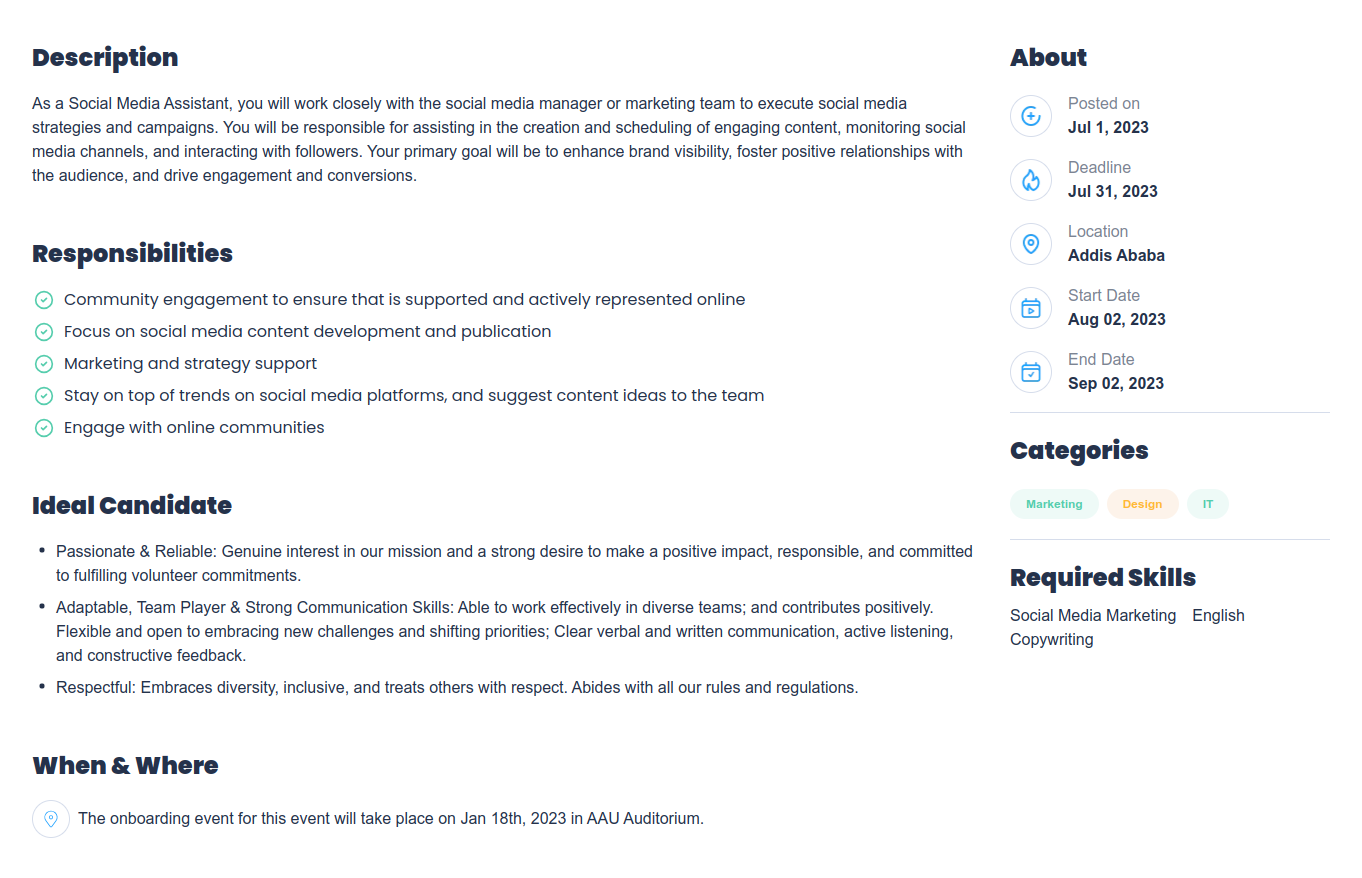 Description
As a Social Media Assistant, you will work closely with the social media manager or marketing team to execute social media
strategies and campaigns. You will be responsible for assisting in the creation and scheduling of engaging content, monitoring social
media channels, and interacting with followers. Your primary goal will be to enhance brand visibility, foster positive relationships with
the audience, and drive engagement and conversions.
Responsibilities
Community engagement to ensure that is supported and actively represented online
Focus on social media content development and publication
Marketing and strategy support
Stay on top of trends on social media platforms, and suggest content ideas to the team
Engage with online communities
Ideal Candidate
• Passionate & Reliable: Genuine interest in our mission and a strong desire to make a positive impact, responsible, and committed
to fulfilling volunteer commitments.
• Adaptable, Team Player & Strong Communication Skills: Able to work effectively in diverse teams; and contributes positively.
Flexible and open to embracing new challenges and shifting priorities; Clear verbal and written communication, active listening,
and constructive feedback.
• Respectful: Embraces diversity, inclusive, and treats others with respect. Abides with all our rules and regulations.
When & Where
The onboarding event for this event will take place on Jan 18th, 2023 in AAU Auditorium.
About
Posted on
Jul 1, 2023
Deadline
Jul 31, 2023
Location
Addis Ababa
Start Date
Aug 02, 2023
End Date
Sep 02, 2023
Categories
Marketing Design IT
Required Skills
Social Media Marketing English
Copywriting